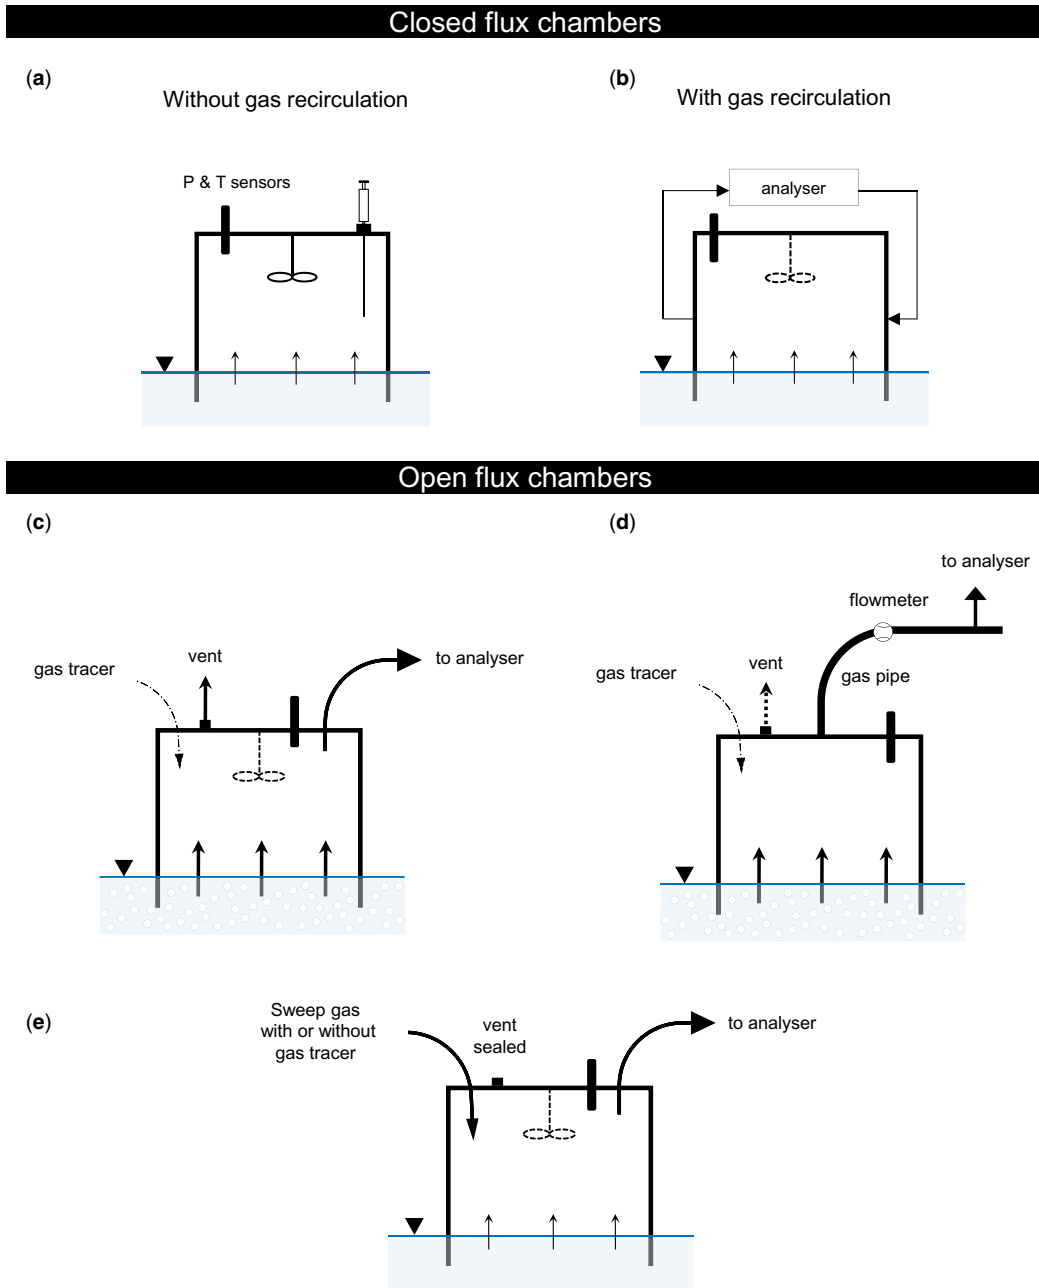 Closed flux chambers
(a)
Without gas recirculation
P & T sensors
(b)
With gas recirculation
analyser
Open flux chambers
(c)
gas tracer
vent
to analyser
(d)
to analyser
flowmeter
gas tracer
vent
gas pipe
(e)
Sweep gas
with or without
gas tracer
vent
sealed
to analyser